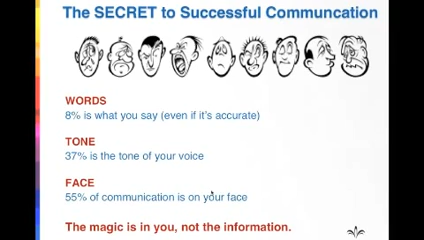 The SECRET to Successful Communcation
WORDS
8% is what you say (even if it's accurate)
TONE
37% is the tone of your voice
FACE
55% of communication is on your face
The magic is in you, not the information.